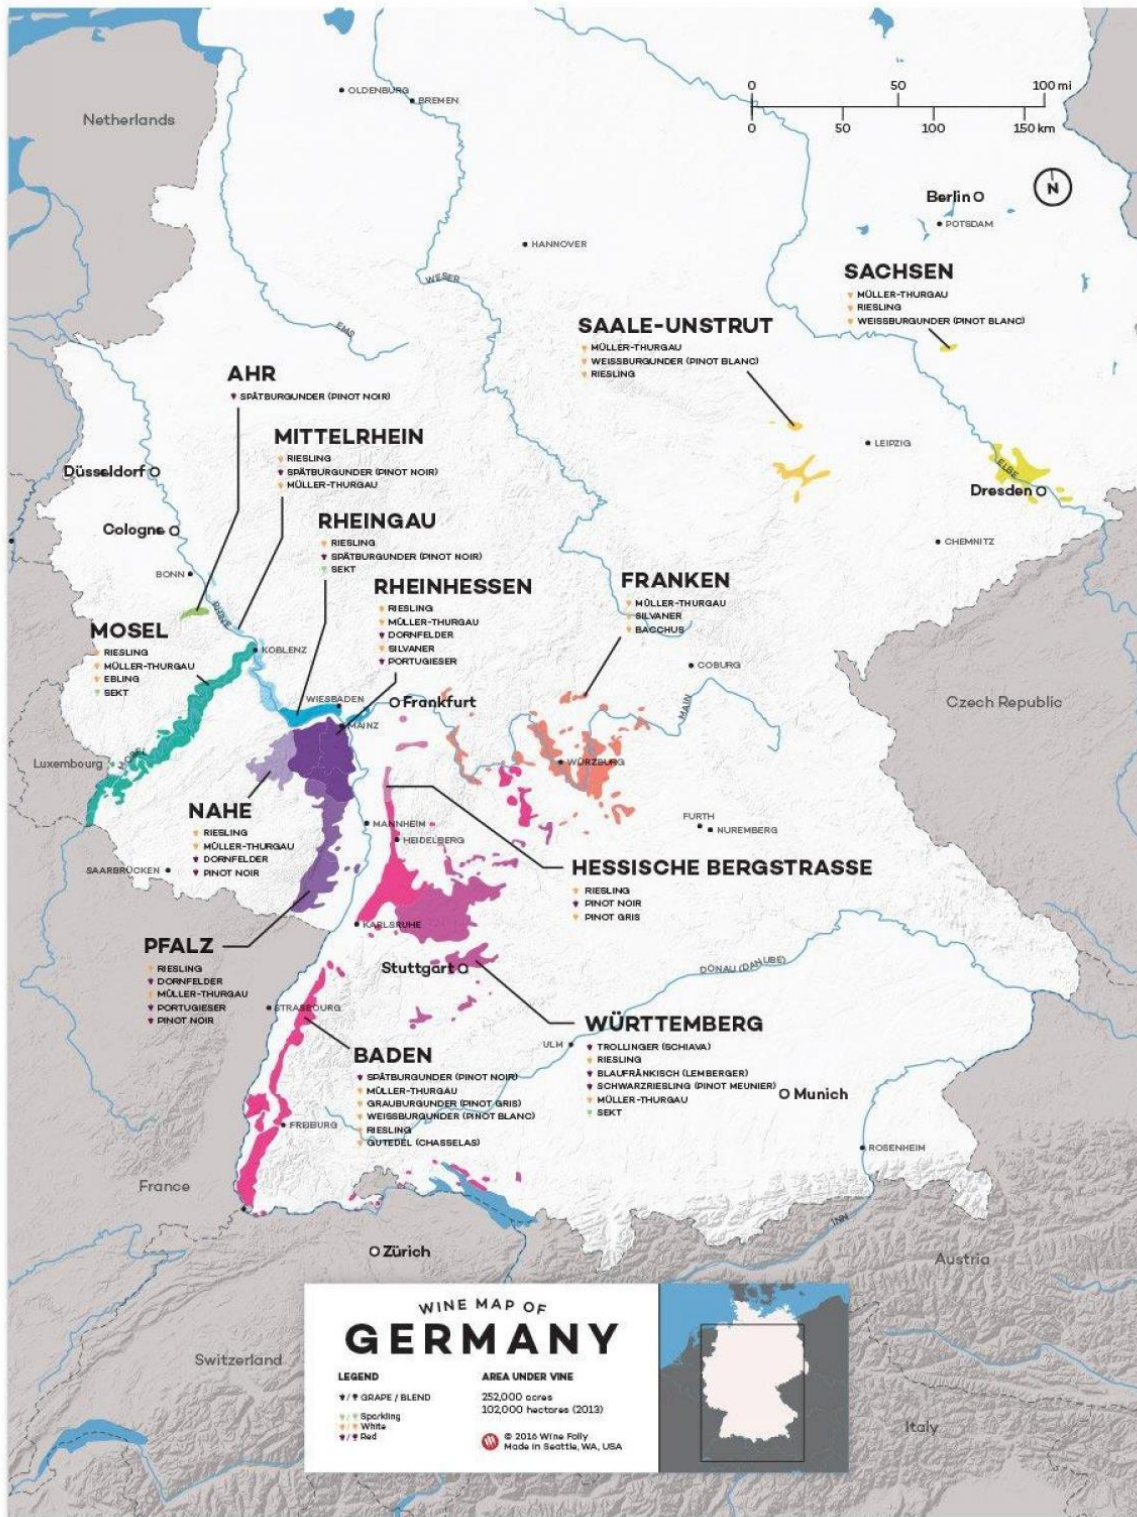 Netherlands
OLDENBURG
BREMEN
0 50 100 mi
0 50 100 150 km
N
Berlin
POTSDAM
HANNOVER
WESER
EMS
SACHSEN
MÜLLER-THURGAU
RIESLING
WEISSBURGUNDER (PINOT BLANC)
SAALE-UNSTRUT
MÜLLER-THURGAU
WEISSBURGUNDER (PINOT BLANC)
RIESLING
AHR
SPÄTBURGUNDER (PINOT NOIR)
MITTELRHEIN
RIESLING
SPÄTBURGUNDER (PINOT NOIR)
MÜLLER-THURGAU
LEIPZIG
ELBE
Dresden
CHEMNITZ
Düsseldorf
Cologne
BONN
RHINE
RHEINGAU
RIESLING
SPÄTBURGUNDER (PINOT NOIR)
SEKT
RHEINHESSEN
RIESLING
MÜLLER-THURGAU
DORNFELDER
SILVANER
PORTUGIESER
FRANKEN
MÜLLER-THURGAU
SILVANER
BACCHUS
MOSEL
RIESLING
MÜLLER-THURGAU
EBLING
SEKT
KOBLENZ
COBURG
WIESBADEN
Frankfurt
MAINZ
MAIN
Czech Republic
Luxembourg
WÜRZBURG
NAHE
RIESLING
MÜLLER-THURGAU
DORNFELDER
PINOT NOIR
MANNHEIM
HEIDELBERG
FURTH
NUREMBERG
SAARBRÜCKEN
HESSISCHE BERGSTRASSE
RIESLING
PINOT NOIR
PINOT GRIS
KARLSRUHE
PFALZ
RIESLING
DORNFELDER
MÜLLER-THURGAU
PORTUGIESER
PINOT NOIR
Stuttgart
DONAU (DANUBE)
STRASBOURG
ULM
WÜRTTEMBERG
TROLLINGER (SCHIAVA)
RIESLING
BLAUFRÄNKISCH (LEMBERGER)
SCHWARZRIESLING (PINOT MEUNIER)
MÜLLER-THURGAU
SEKT
Munich
BADEN
SPÄTBURGUNDER (PINOT NOIR)
MÜLLER-THURGAU
GRAUBURGUNDER (PINOT GRIS)
WEISSBURGUNDER (PINOT BLANC)
RIESLING
GUTEDEL (CHASSELAS)
FREIBURG
ROSENHEIM
France
INN
Zürich
Austria
Switzerland
Italy
WINE MAP OF
GERMANY
LEGEND
/ GRAPE / BLEND
/ Sparkling
/ White
/ Red
AREA UNDER VINE
252,000 acres
102,000 hectares (2013)
© 2016 Wine Folly
Made in Seattle, WA, USA